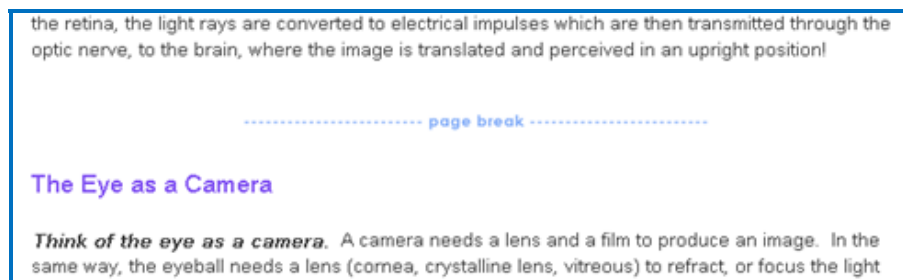 the retina, the light rays are converted to electrical impulses which are then transmitted through the
optic nerve, to the brain, where the image is translated and perceived in an upright position!
------------------------- page break -------------------------
The Eye as a Camera
Think of the eye as a camera. A camera needs a lens and a film to produce an image. In the
same way, the eyeball needs a lens (cornea, crystalline lens, vitreous) to refract, or focus the light